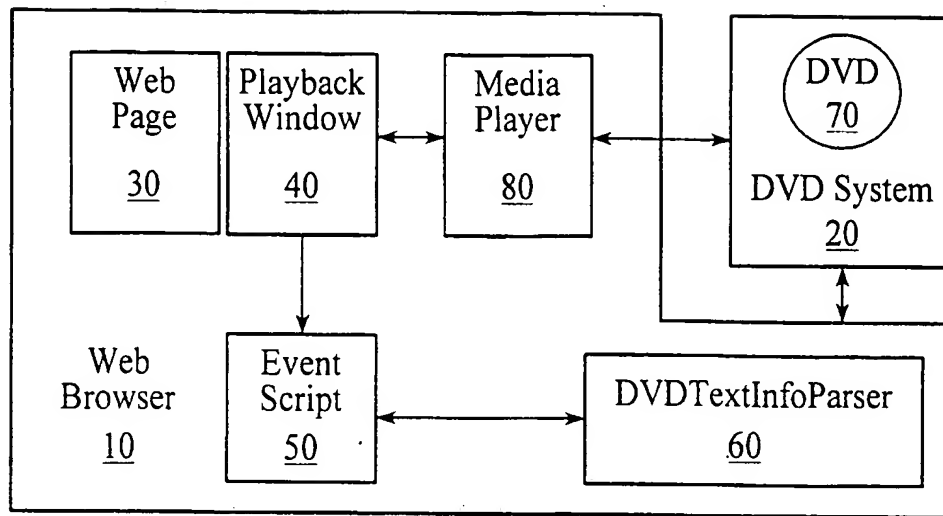 Web
Page
30
Playback
Window
40
Media
Player
80
DVD
70
DVD System
20
Web
Browser
10
Event
Script
50
DVDTextInfoParser
60